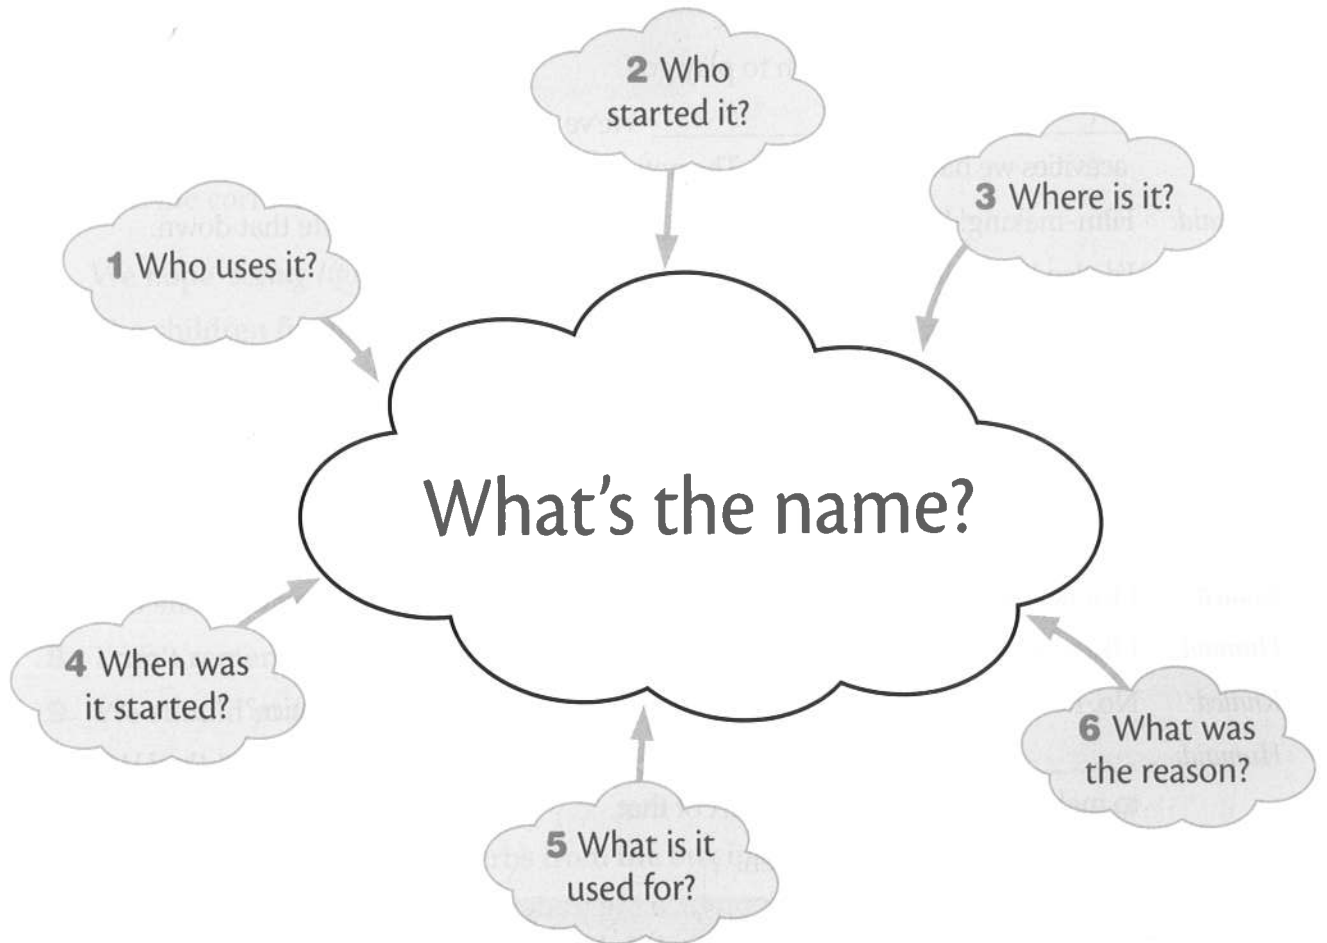 1 Who uses it?
2 Who
started it?
3 Where is it?
What's the name?
4 When was
it started?
5 What is it
used for?
6 What was
the reason?